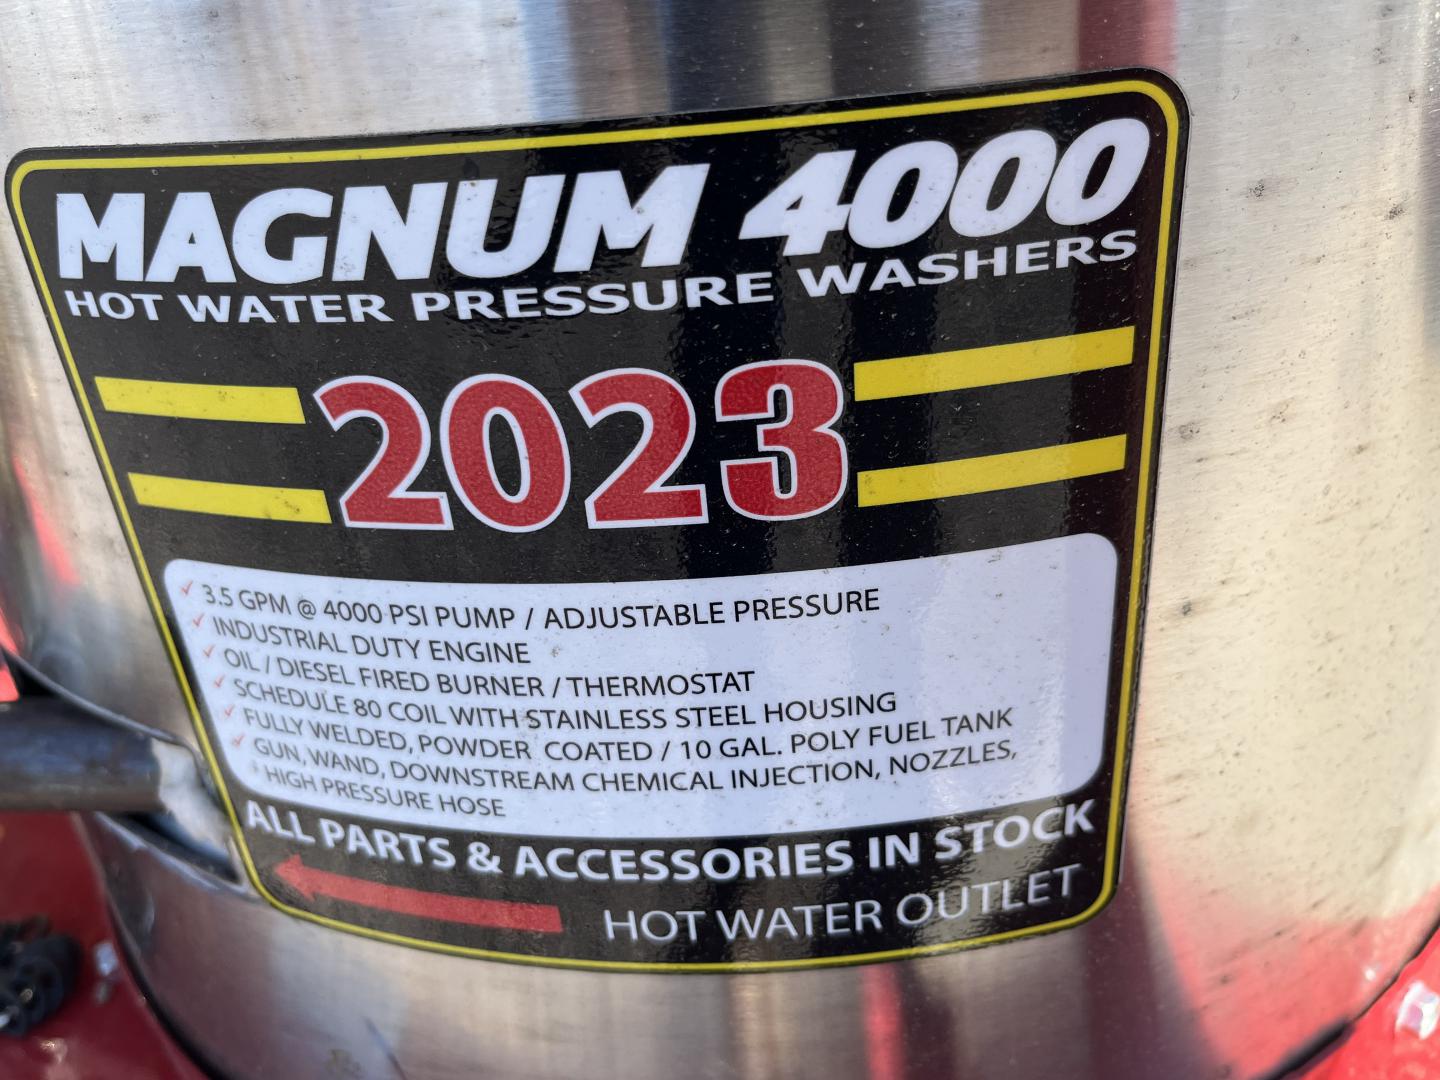 MAGNUM 4000
HOT WATER PRESSURE WASHERS
2023
3.5 GPM @ 4000 PSI PUMP / ADJUSTABLE PRESSURE
INDUSTRIAL DUTY ENGINE
OIL / DIESEL FIRED BURNER / THERMOSTAT
SCHEDULE 80 COIL WITH STAINLESS STEEL HOUSING
FULLY WELDED, POWDER COATED / 10 GAL. POLY FUEL TANK
GUN, WAND, DOWNSTREAM CHEMICAL INJECTION, NOZZLES,
* HIGH PRESSURE HOSE
ALL PARTS & ACCESSORIES IN STOCK
HOT WATER OUTLET